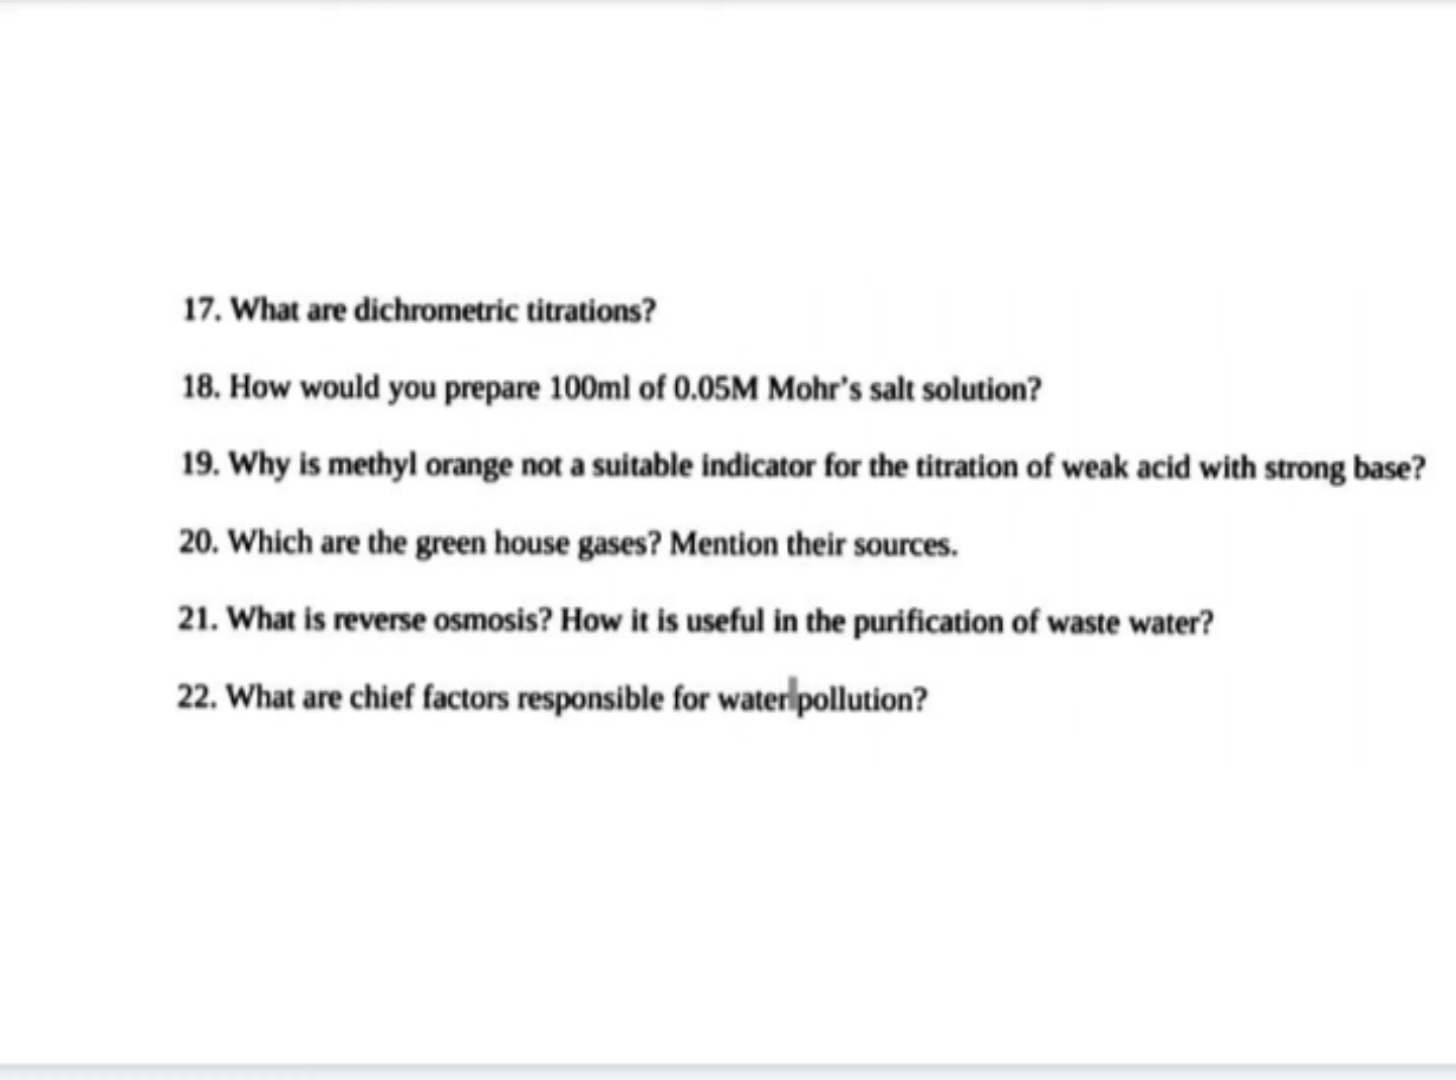 17. What are dichrometric titrations?
18. How would you prepare 100ml of 0.05M Mohr's salt solution?
19. Why is methyl orange not a suitable indicator for the titration of weak acid with strong base?
20. Which are the green house gases? Mention their sources.
21. What is reverse osmosis? How it is useful in the purification of waste water?
22. What are chief factors responsible for water pollution?